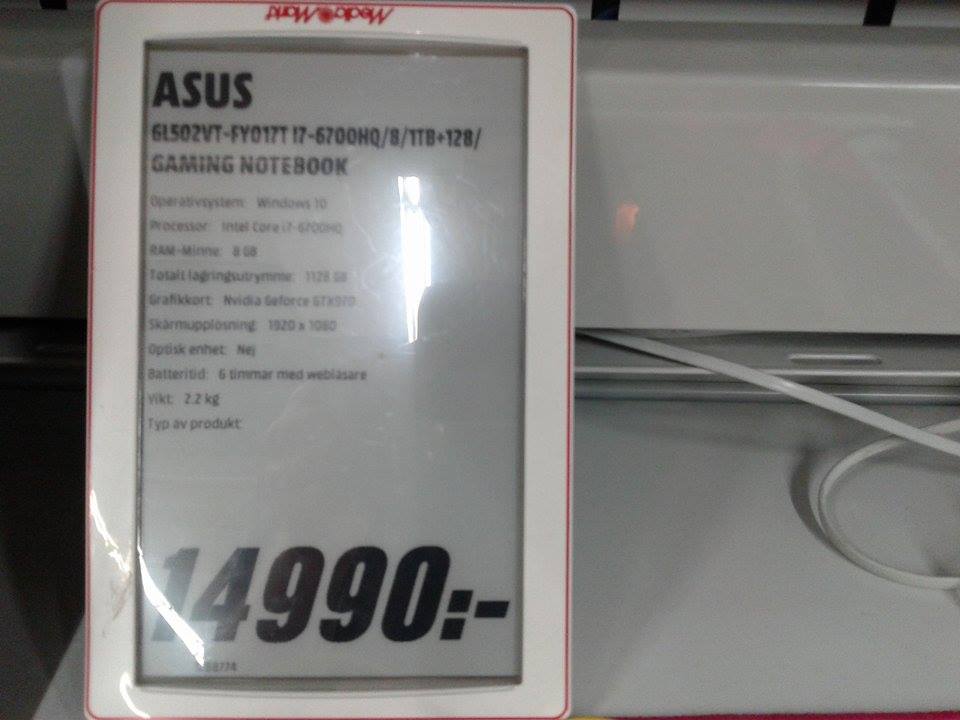 Media Markt
ASUS
GL502VT-FY017T I7-6700HQ/8/1TB+128/
GAMING NOTEBOOK
Operativsystem: Windows 10
Processor: Intel Core i7-6700HQ
RAM-Minne: 8 GB
Totalt lagringsutrymme: 1128 GB
Grafikkort: Nvidia Geforce GTX970
Skärmupplösning: 1920 x 1080
Optisk enhet: Nej
Batteritid: 6 timmar med webläsare
Vikt: 2.2 kg
Typ av produkt:
14990:-